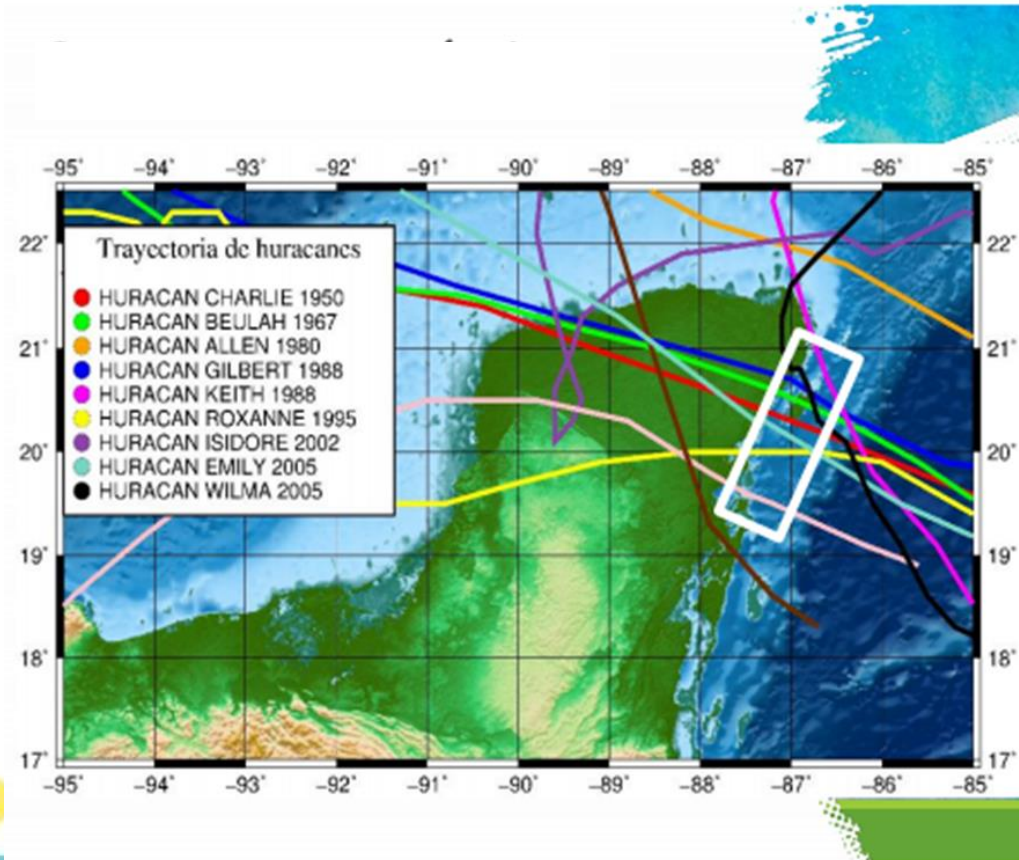 −95° −94° −93° −92° −91° −90° −89° −88° −87° −86° −85°
22° 22°
Trayectoria de huracanes
HURACAN CHARLIE 1950
HURACAN BEULAH 1967
21° 21°
HURACAN ALLEN 1980
HURACAN GILBERT 1988
HURACAN KEITH 1988
HURACAN ROXANNE 1995
20° 20°
HURACAN ISIDORE 2002
HURACAN EMILY 2005
HURACAN WILMA 2005
19° 19°
18° 18°
17° 17°
−95° −94° −93° −92° −91° −90° −89° −88° −87° −86° −85°